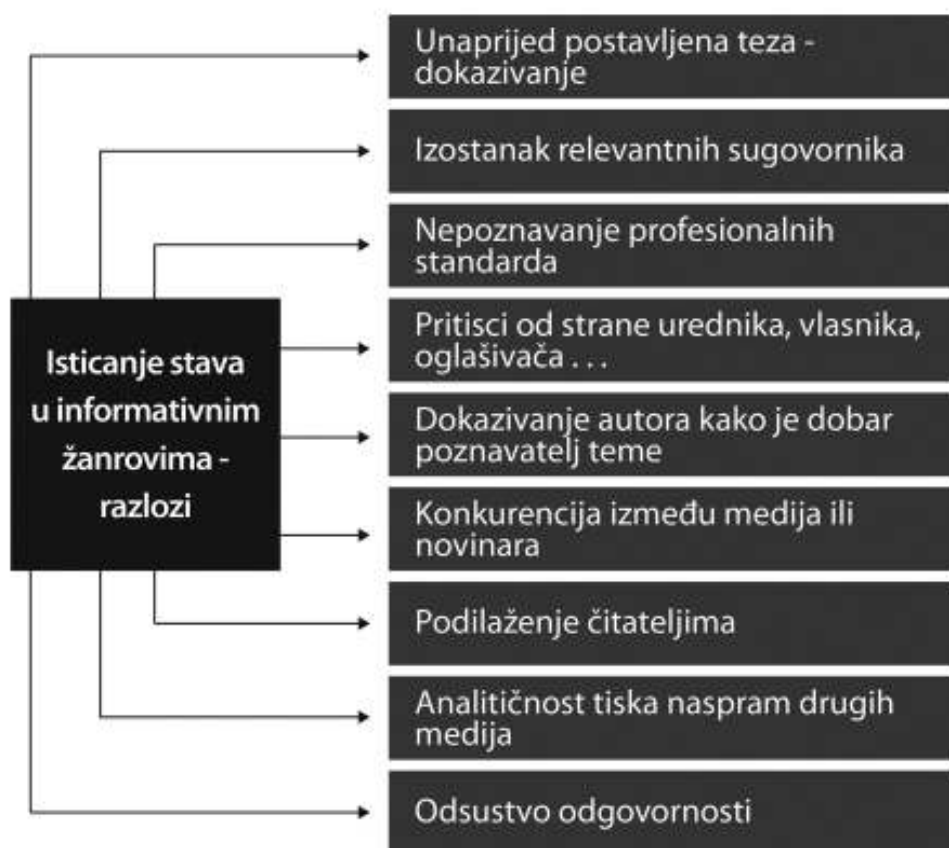 Unaprijed postavljena teza -
dokazivanje
Izostanak relevantnih sugovornika
Nepoznavanje profesionalnih
standarda
Pritisci od strane urednika, vlasnika,
oglašivača . . .
Isticanje stava
u informativnim
žanrovima -
razlozi
Dokazivanje autora kako je dobar
poznavatelj teme
Konkurencija između medija ili
novinara
Podilaženje čitateljima
Analitičnost tiska naspram drugih
medija
Odsustvo odgovornosti